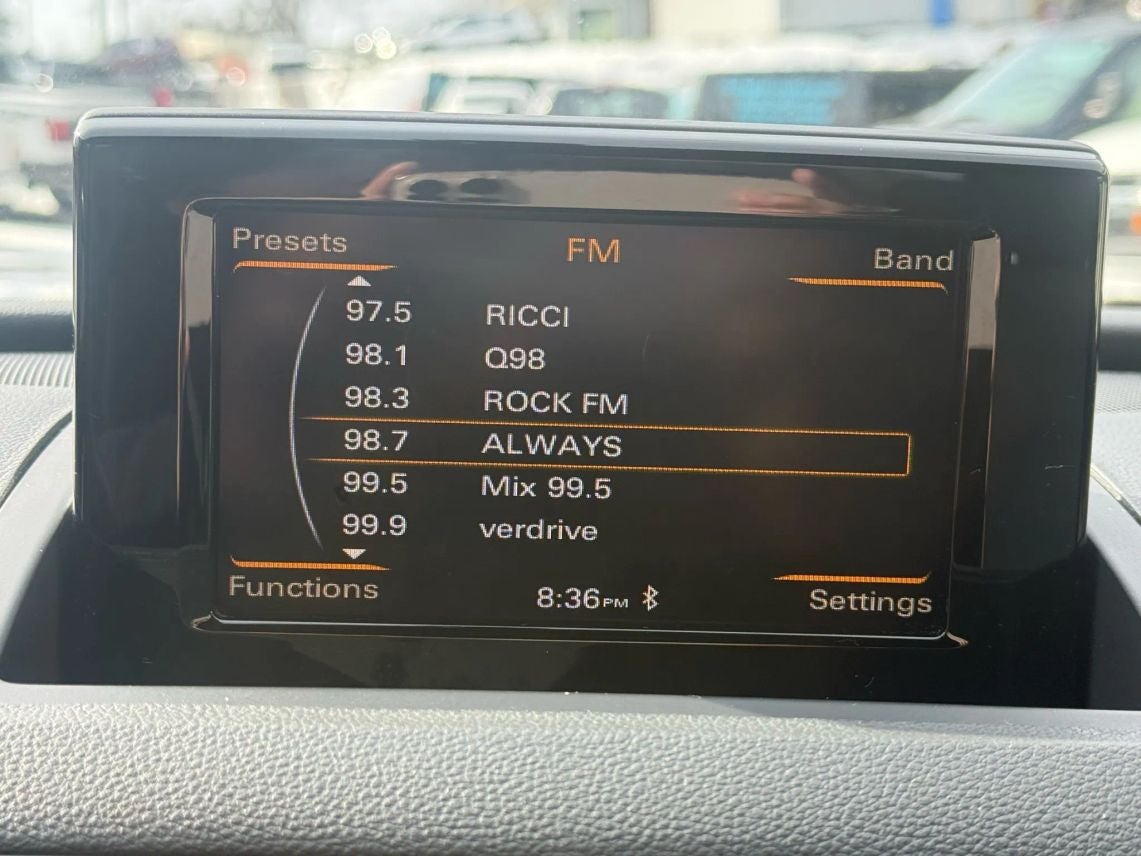 Presets FM Band
97.5 RICCI
98.1 Q98
98.3 ROCK FM
98.7 ALWAYS
99.5 Mix 99.5
99.9 verdrive
Functions 8:36PM Settings